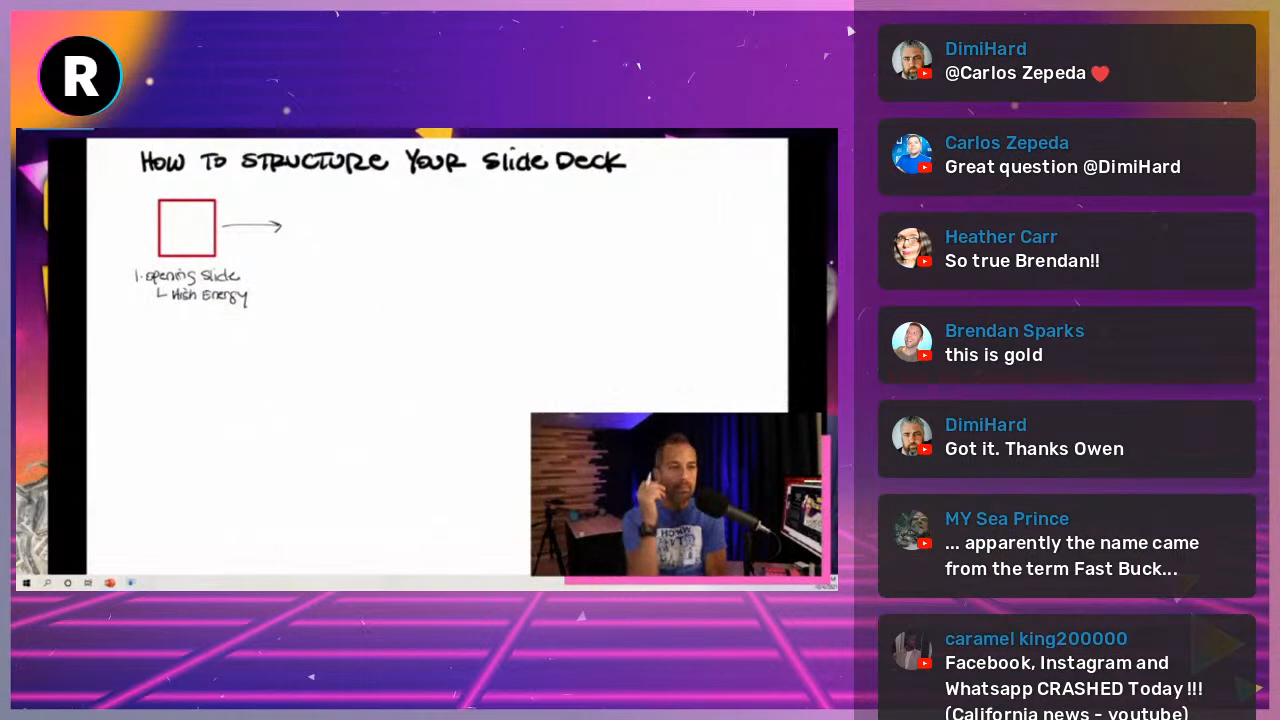 R
HOW TO STRUCTURE YOUR Slide Deck
1. opening Slide
└ High Energy
DimiHard
@Carlos Zepeda ❤️
Carlos Zepeda
Great question @DimiHard
Heather Carr
So true Brendan!!
Brendan Sparks
this is gold
DimiHard
Got it. Thanks Owen
MY Sea Prince
... apparently the name came
from the term Fast Buck...
caramel king200000
Facebook, Instagram and
Whatsapp CRASHED Today !!!
(California news - youtube)